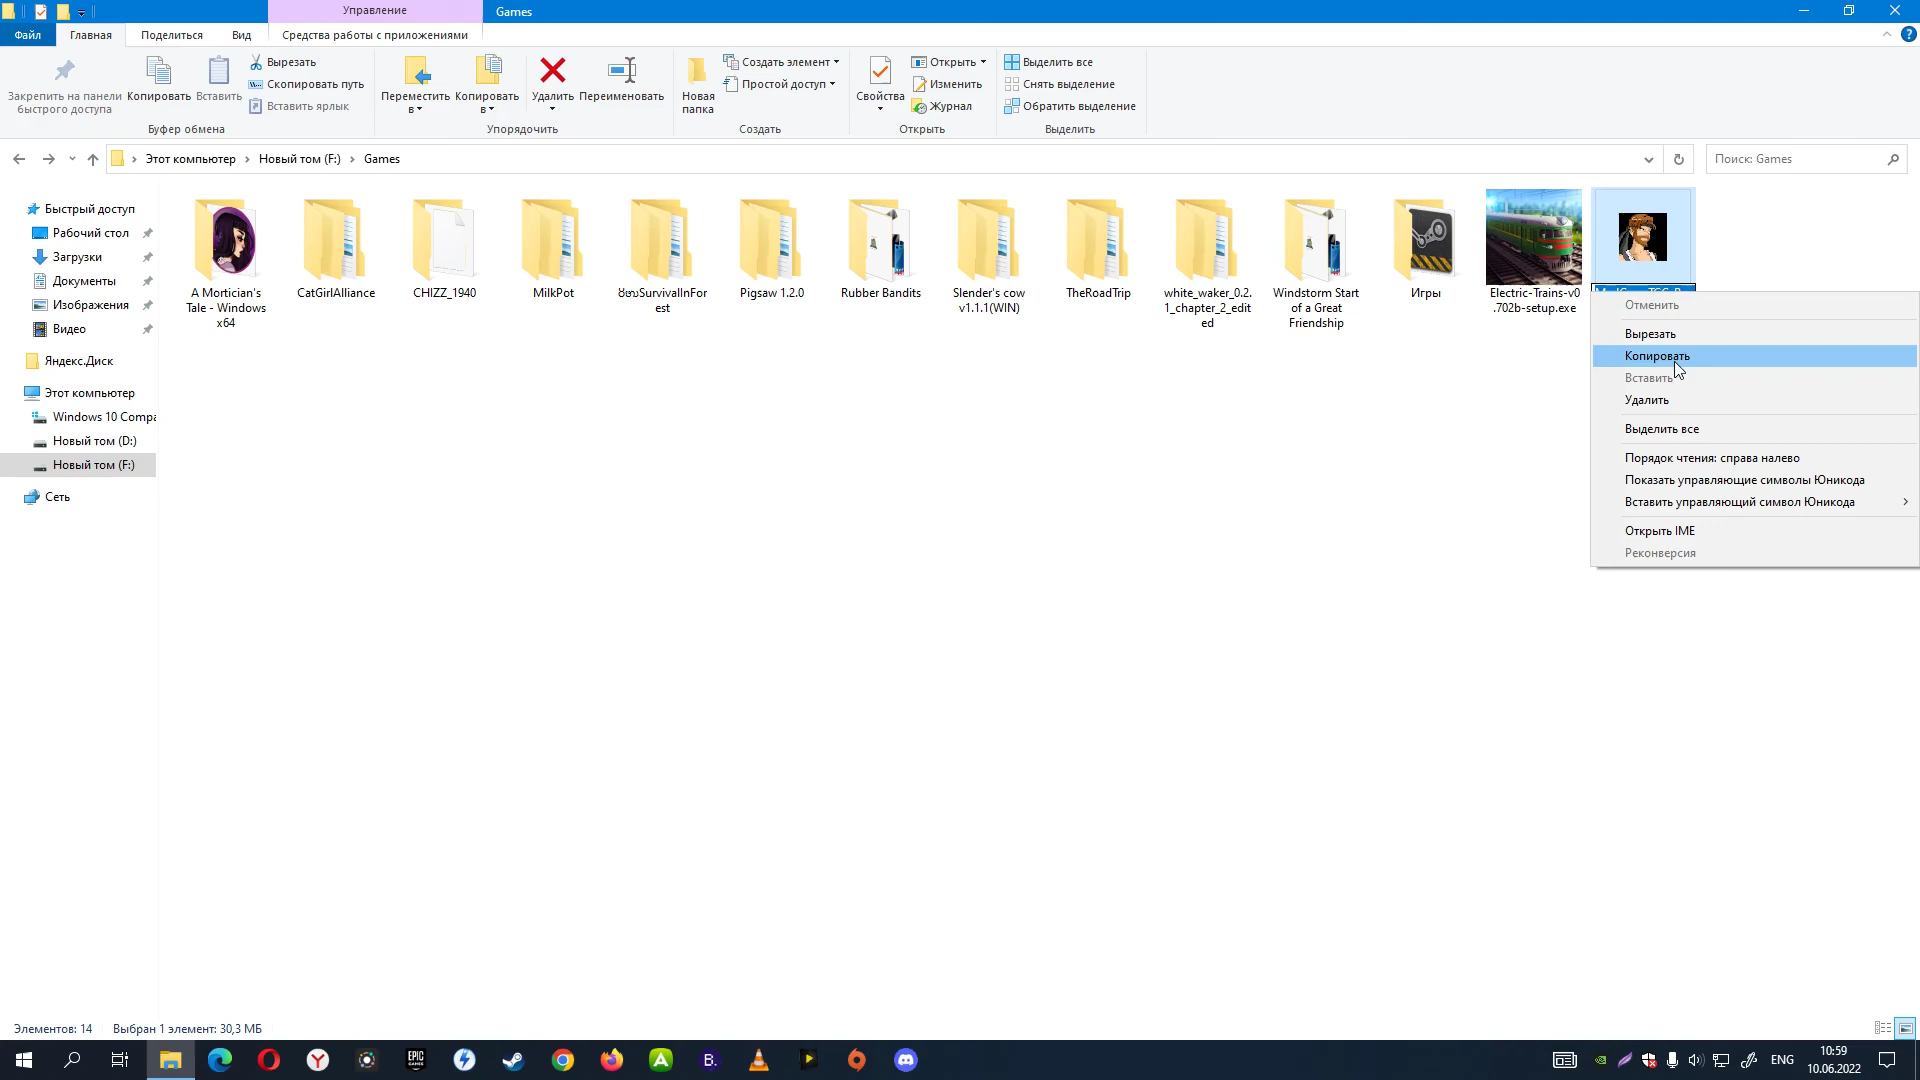 Управление
Games
Файл
Главная
Поделиться
Вид
Средства работы с приложениями
Закрепить на панели
быстрого доступа
Копировать
Вставить
Вырезать
Скопировать путь
Вставить ярлык
Буфер обмена
Переместить
в
Копировать
в
Удалить
Переименовать
Упорядочить
Новая
папка
Создать элемент
Простой доступ
Создать
Свойства
Открыть
Изменить
Журнал
Открыть
Выделить все
Снять выделение
Обратить выделение
Выделить
Этот компьютер
Новый том (F:)
Games
Поиск: Games
Быстрый доступ
Рабочий стол
Загрузки
Документы
Изображения
Видео
Яндекс.Диск
Этот компьютер
Windows 10 Compa
Новый том (D:)
Новый том (F:)
Сеть
A Mortician's
Tale - Windows
x64
CatGirlAlliance
CHIZZ_1940
MilkPot
SurvivalInFor
est
Pigsaw 1.2.0
Rubber Bandits
Slender's cow
v1.1.1(WIN)
TheRoadTrip
white_waker_0.2.
1_chapter_2_edit
ed
Windstorm Start
of a Great
Friendship
Игры
Electric-Trains-v0
.702b-setup.exe
Отменить
Вырезать
Копировать
Вставить
Удалить
Выделить все
Порядок чтения: справа налево
Показать управляющие символы Юникода
Вставить управляющий символ Юникода
Открыть IME
Реконверсия
Элементов: 14
Выбран 1 элемент: 30,3 МБ
EPIC
GAMES
B.
ENG
10:59
10.06.2022